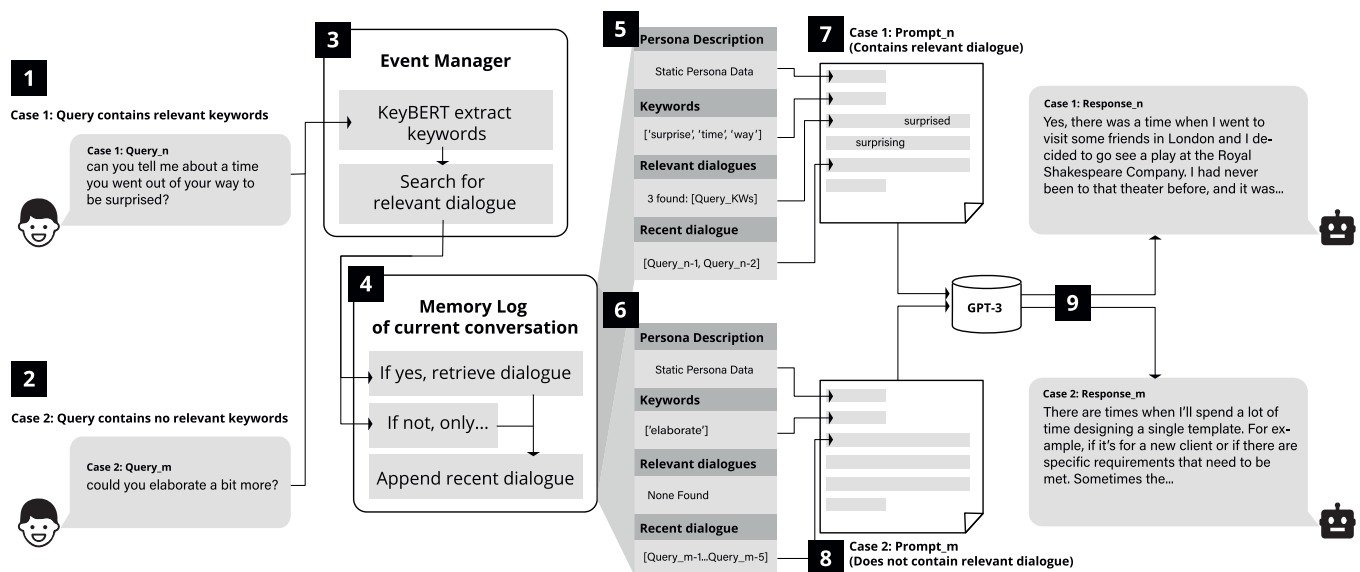 1
Case 1: Query contains relevant keywords
Case 1: Query_n
can you tell me about a time
you went out of your way to
be surprised?
2
Case 2: Query contains no relevant keywords
Case 2: Query_m
could you elaborate a bit more?
3
Event Manager
KeyBERT extract
keywords
Search for
relevant dialogue
4
Memory Log
of current conversation
If yes, retrieve dialogue
If not, only...
Append recent dialogue
5
Persona Description
Static Persona Data
Keywords
['surprise', 'time', 'way']
Relevant dialogues
3 found: [Query_KWs]
Recent dialogue
[Query_n-1, Query_n-2]
6
Persona Description
Static Persona Data
Keywords
['elaborate']
Relevant dialogues
None Found
Recent dialogue
[Query_m-1...Query_m-5]
7
Case 1: Prompt_n
(Contains relevant dialogue)
surprised
surprising
8
Case 2: Prompt_m
(Does not contain relevant dialogue)
GPT-3
9
Case 1: Response_n
Yes, there was a time when I went to
visit some friends in London and I de-
cided to go see a play at the Royal
Shakespeare Company. I had never
been to that theater before, and it was...
Case 2: Response_m
There are times when I'll spend a lot of
time designing a single template. For ex-
ample, if it's for a new client or if there are
specific requirements that need to be
met. Sometimes the...